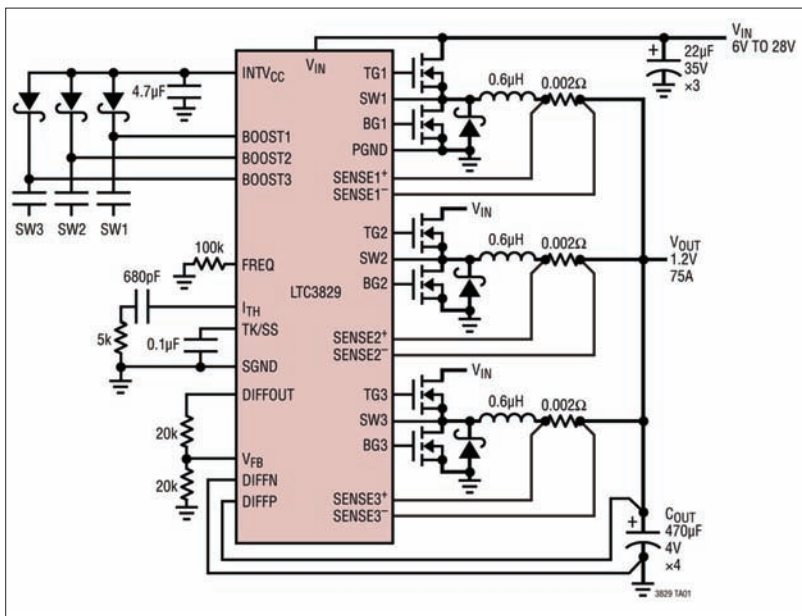 VIN
6V TO 28V
22µF
35V
×3
VIN
INTVCC
4.7µF
TG1
0.6µH
0.002Ω
SW1
BOOST1
BG1
BOOST2
PGND
BOOST3
SENSE1+
SENSE1–
SW3
SW2
SW1
VIN
TG2
0.6µH
0.002Ω
100k
FREQ
SW2
VOUT
1.2V
75A
680pF
LTC3829
BG2
ITH
TK/SS
5k
0.1µF
SENSE2+
SENSE2–
SGND
VIN
DIFFOUT
TG3
0.6µH
0.002Ω
SW3
20k
BG3
VFB
20k
DIFFN
DIFFP
SENSE3+
SENSE3–
COUT
470µF
4V
×4
3829 TA01